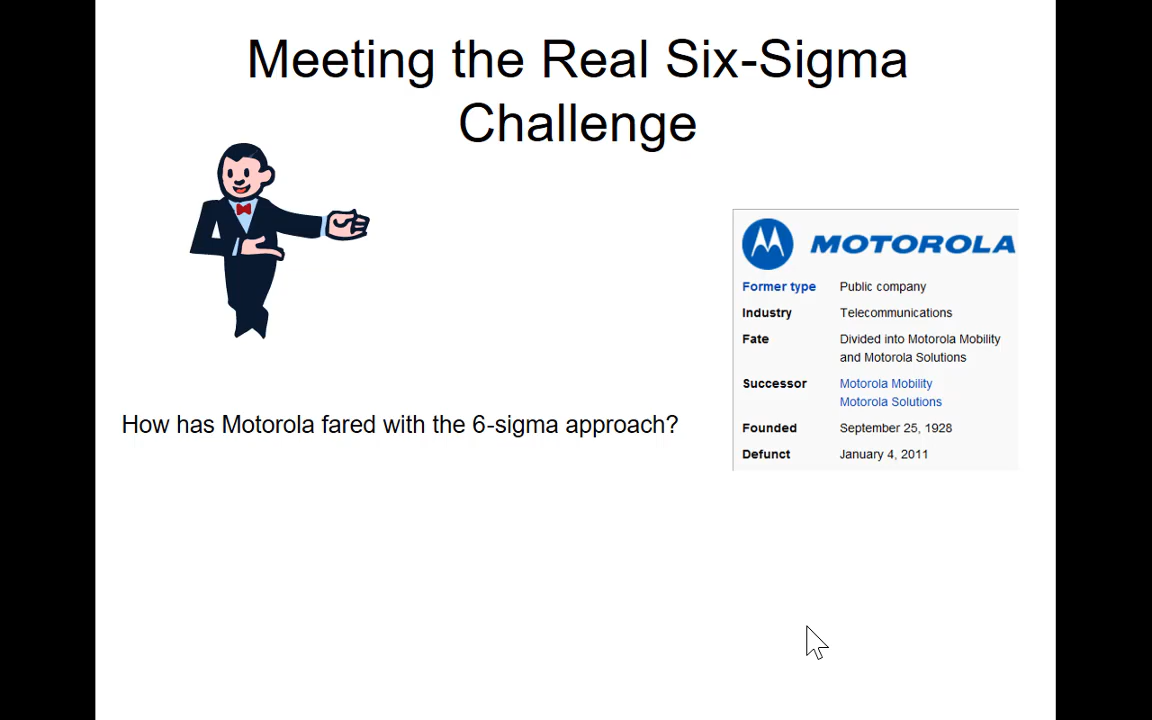 Meeting the Real Six-Sigma
Challenge
MOTOROLA
Former type Public company
Industry Telecommunications
Fate Divided into Motorola Mobility
and Motorola Solutions
Successor Motorola Mobility
Motorola Solutions
How has Motorola fared with the 6-sigma approach?
Founded September 25, 1928
Defunct January 4, 2011